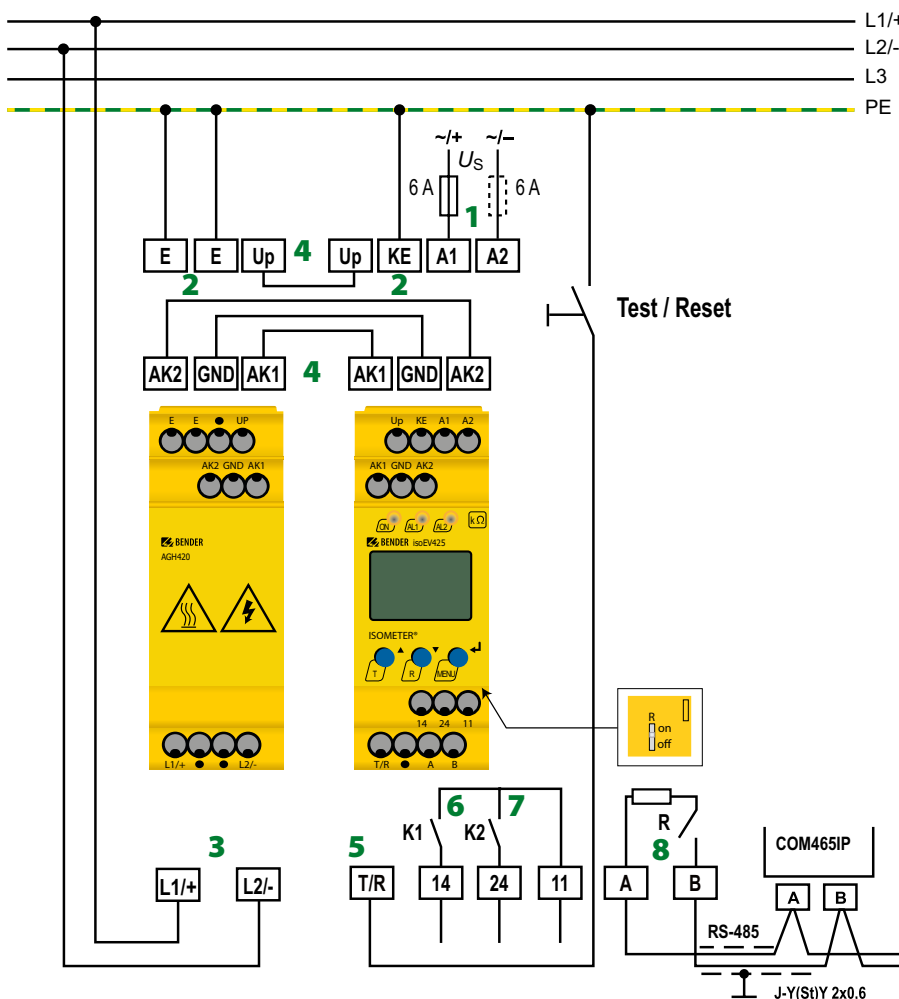 L1/+
L2/-
L3
PE
~/+ ~/–
US
6 A 6 A
1
E E Up 4 Up KE A1 A2
2 2
Test / Reset
AK2 GND AK1 4 AK1 GND AK2
E E UP
AK2 GND AK1
BENDER
AGH420
L1/+ L2/-
Up KE A1 A2
AK1 GND AK2
ON AL1 AL2 kΩ
BENDER isoEV425
ISOMETER®
T R MENU
14 24 11
T/R A B
R
on
off
6 7
K1 K2
R
8
3 5
L1/+ L2/- T/R 14 24 11 A B
COM465IP
A B
RS-485
J-Y(St)Y 2x0.6